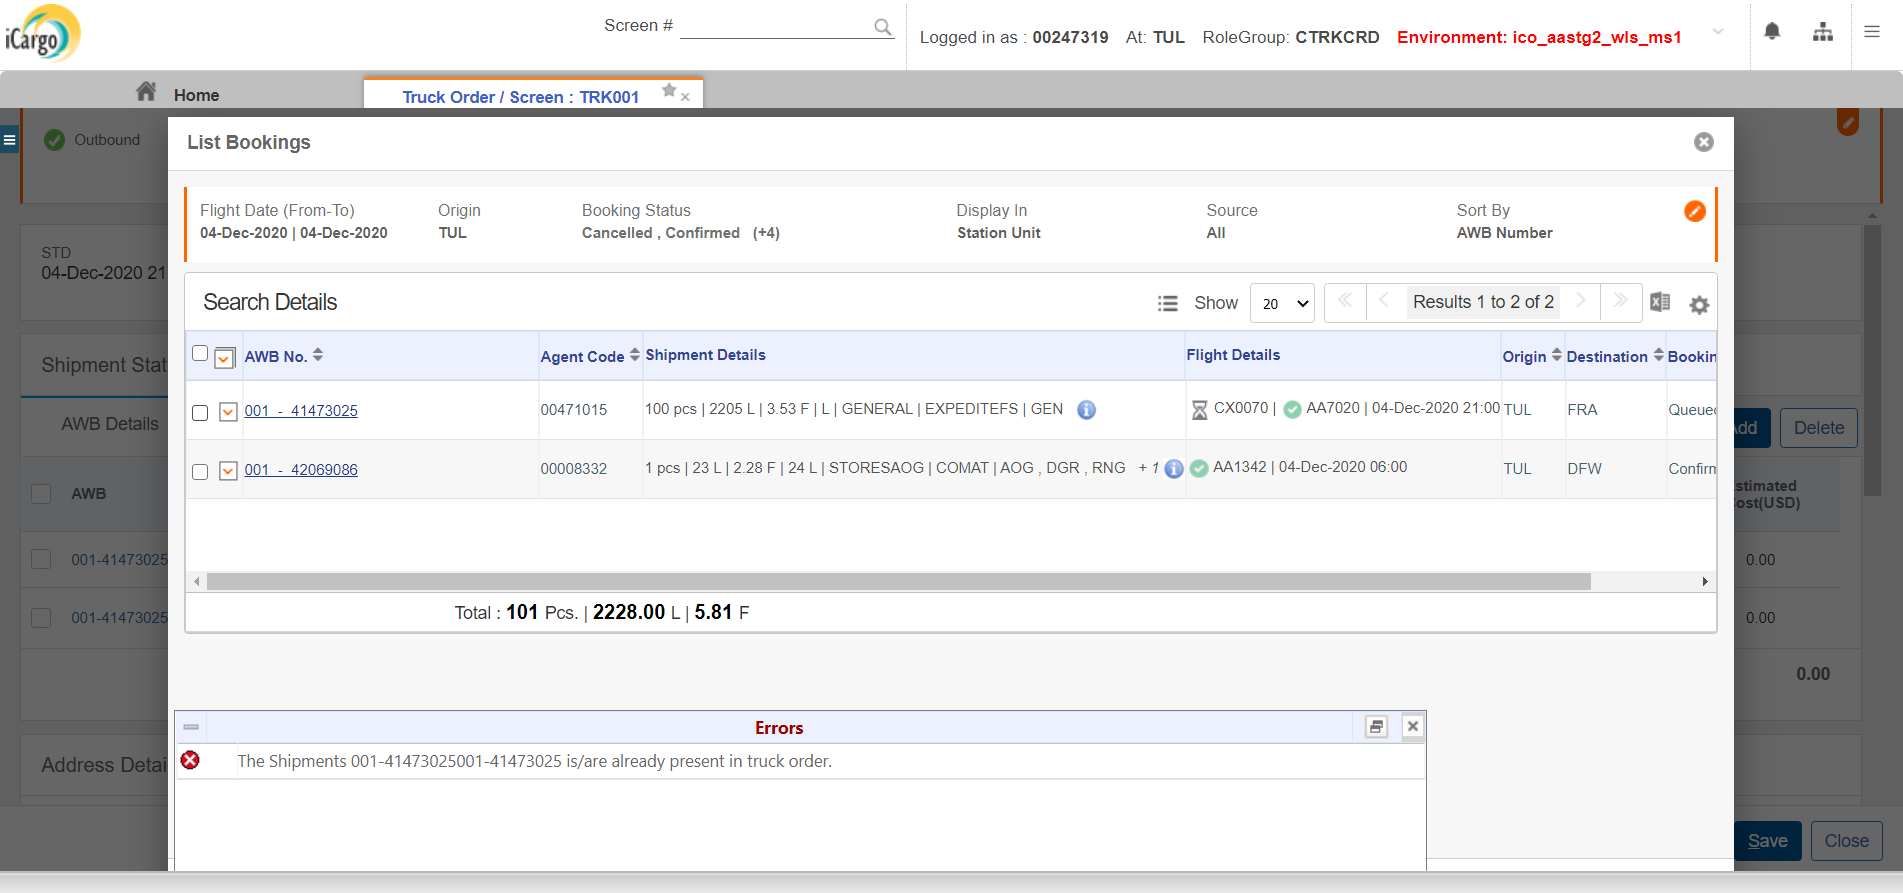 iCargo
Screen #
Logged in as : 00247319 At: TUL RoleGroup: CTRKCRD Environment: ico_aastg2_wls_ms1
Home
Truck Order / Screen : TRK001
Outbound
List Bookings
Flight Date (From-To) Origin Booking Status Display In Source Sort By
04-Dec-2020 | 04-Dec-2020 TUL Cancelled , Confirmed (+4) Station Unit All AWB Number
STD
04-Dec-2020 21
Search Details
Show 20 Results 1 to 2 of 2
AWB No. Agent Code Shipment Details Flight Details Origin Destination Bookin
001 - 41473025 00471015 100 pcs | 2205 L | 3.53 F | L | GENERAL | EXPEDITEFS | GEN CX0070 | AA7020 | 04-Dec-2020 21:00 TUL FRA Queued
001 - 42069086 00008332 1 pcs | 23 L | 2.28 F | 24 L | STORESAOG | COMAT | AOG , DGR , RNG + 1 AA1342 | 04-Dec-2020 06:00 TUL DFW Confirm
Total : 101 Pcs. | 2228.00 L | 5.81 F
Shipment Stat
AWB Details
dd Delete
AWB
stimated
ost(USD)
001-41473025 0.00
001-41473025 0.00
0.00
Errors
The Shipments 001-41473025001-41473025 is/are already present in truck order.
Address Detai
Save Close